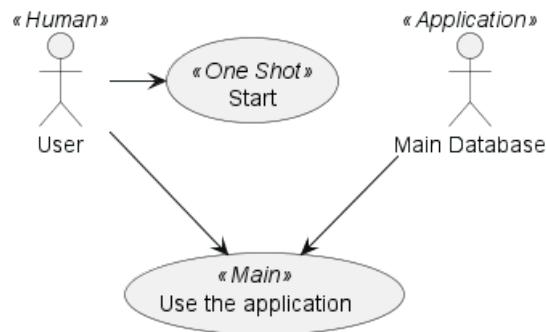 «Human»
User
«One Shot»
Start
«Application»
Main Database
«Main»
Use the application